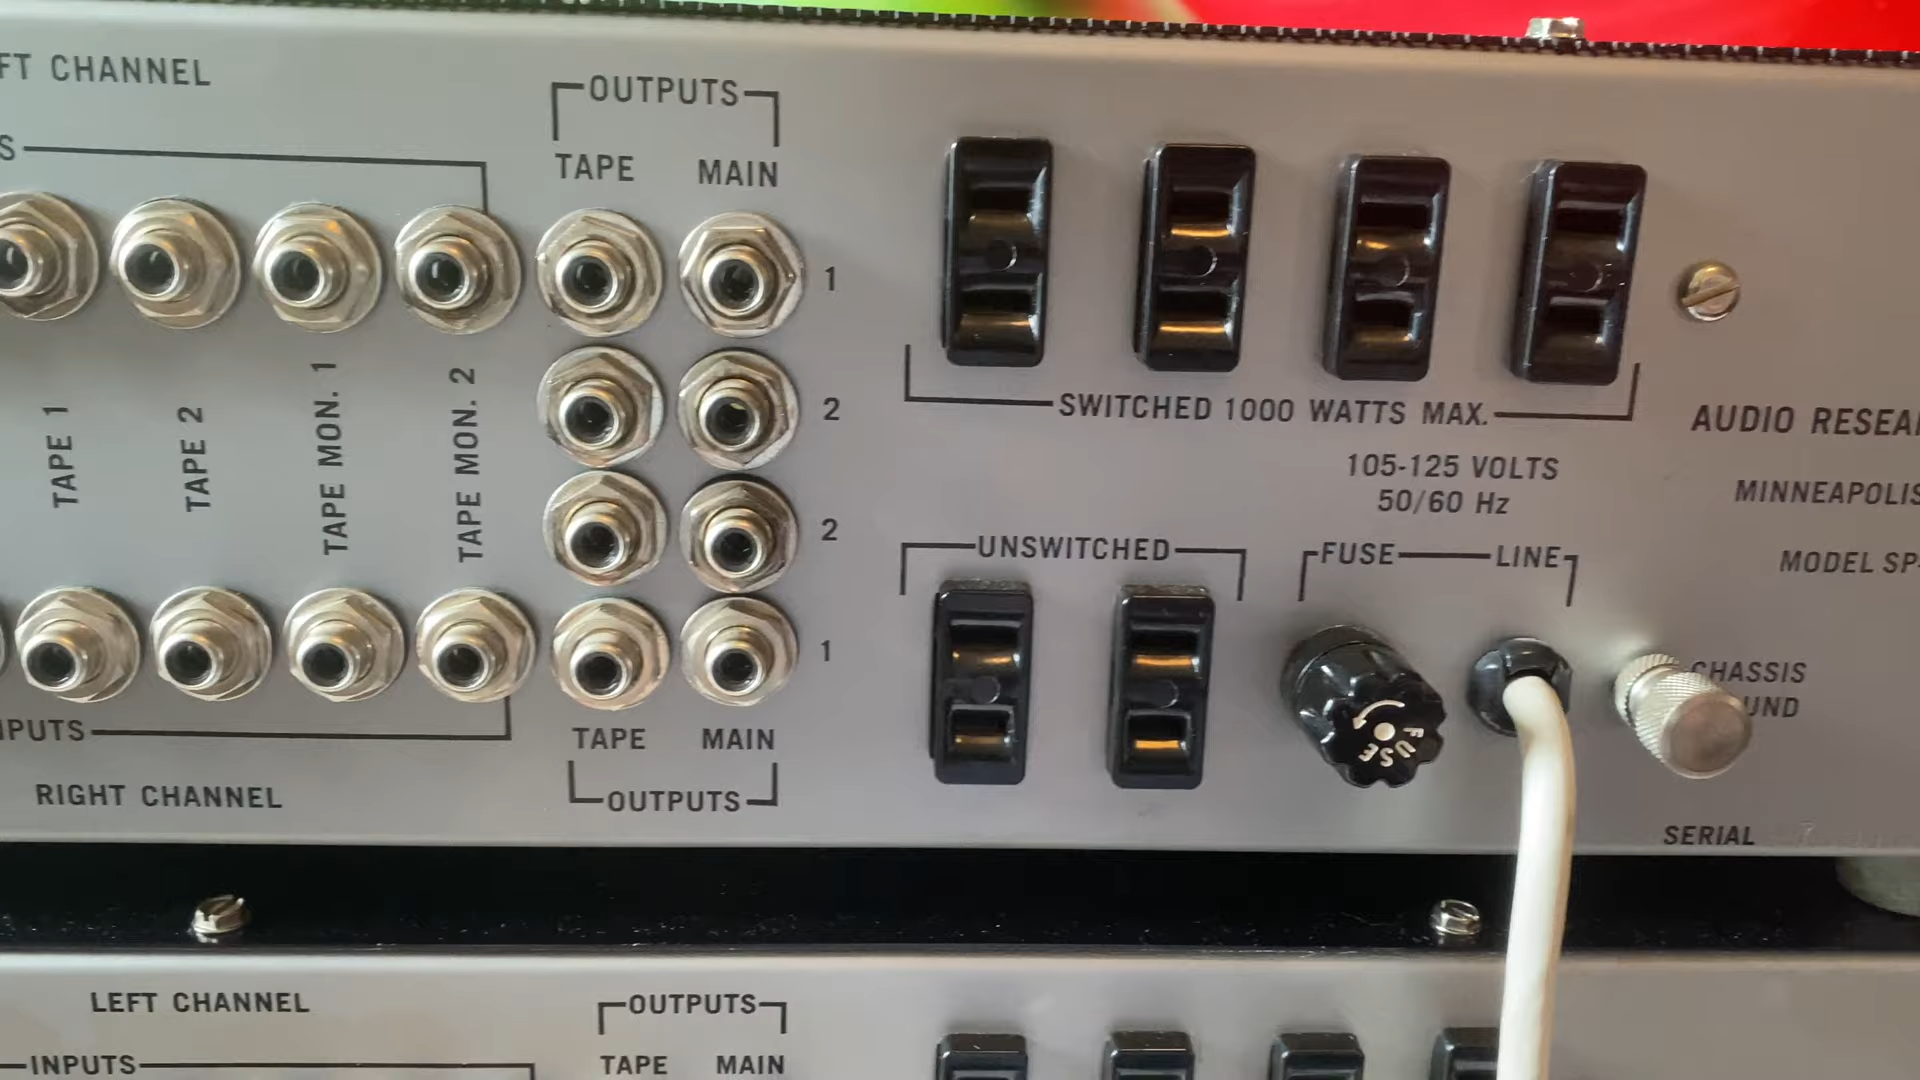 FT CHANNEL
OUTPUTS
S
TAPE MAIN
1
TAPE 1
TAPE 2
TAPE MON. 1
TAPE MON. 2
2
SWITCHED 1000 WATTS MAX.
AUDIO RESEA
105-125 VOLTS
50/60 Hz
MINNEAPOLIS
2
UNSWITCHED
FUSE LINE
MODEL SP-
1
CHASSIS
UND
FUSE
PUTS
TAPE MAIN
OUTPUTS
RIGHT CHANNEL
SERIAL
LEFT CHANNEL
OUTPUTS
INPUTS
TAPE MAIN